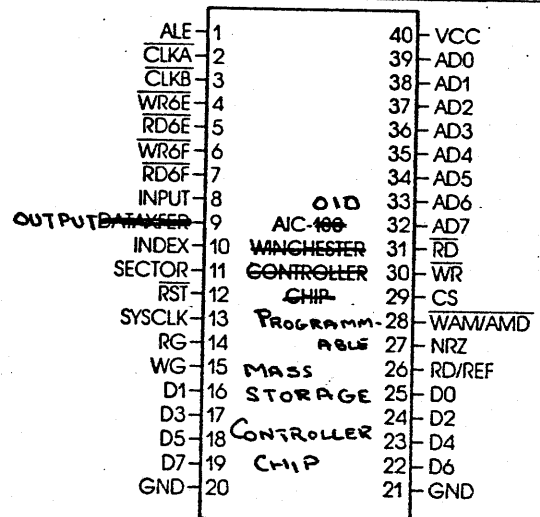 ALE 1
CLKA 2
CLKB 3
WR6E 4
RD6E 5
WR6F 6
RD6F 7
INPUT 8
OUTPUT DATAXFER 9
INDEX 10
SECTOR 11
RST 12
SYSCLK 13
RG 14
WG 15
D1 16
D3 17
D5 18
D7 19
GND 20
010
AIC-100
WINCHESTER
CONTROLLER
CHIP
PROGRAMM-
ABLE
MASS
STORAGE
CONTROLLER
CHIP
40 VCC
39 AD0
38 AD1
37 AD2
36 AD3
35 AD4
34 AD5
33 AD6
32 AD7
31 RD
30 WR
29 CS
28 WAM/AMD
27 NRZ
26 RD/REF
25 D0
24 D2
23 D4
22 D6
21 GND